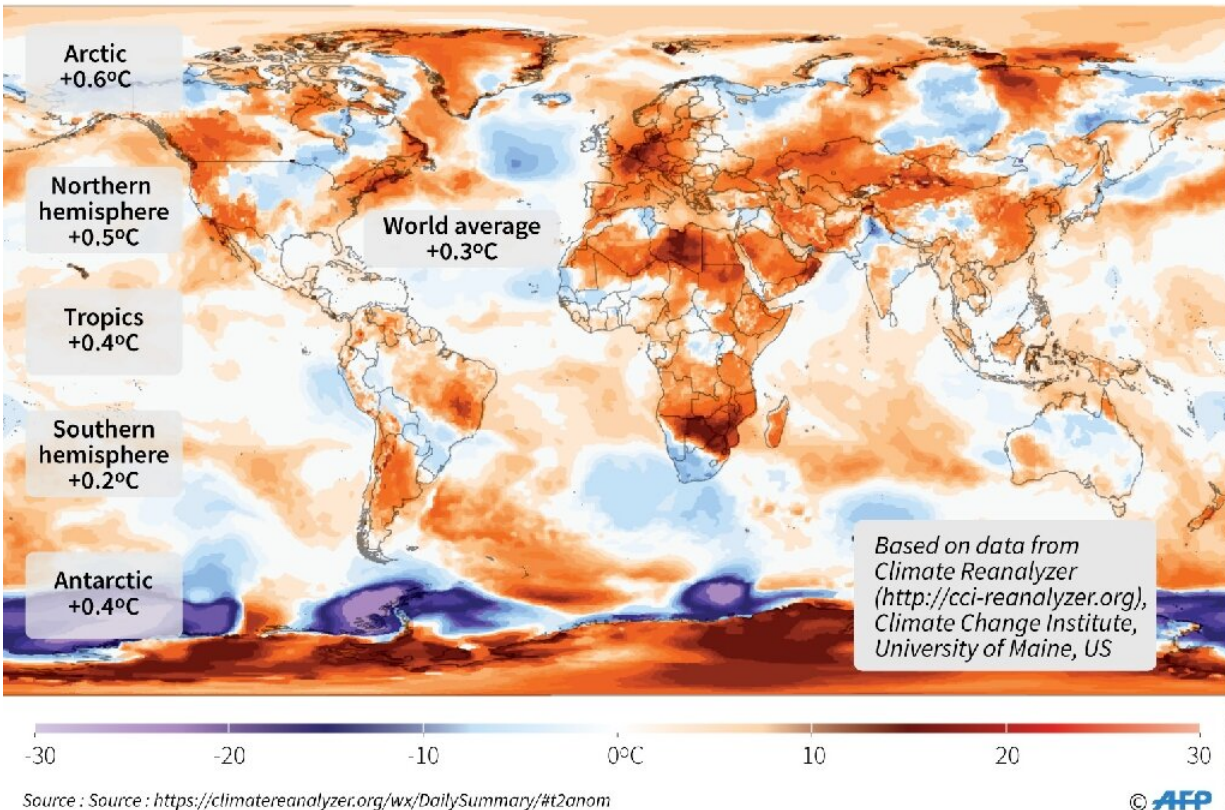 Arctic
+0.6ºC
Northern
hemisphere
+0.5ºC
World average
+0.3ºC
Tropics
+0.4ºC
Southern
hemisphere
+0.2ºC
Antarctic
+0.4ºC
Based on data from
Climate Reanalyzer
(http://cci-reanalyzer.org),
Climate Change Institute,
University of Maine, US
-30 -20 -10 0ºC 10 20 30
Source : Source : https://climatereanalyzer.org/wx/DailySummary/#t2anom
© AFP